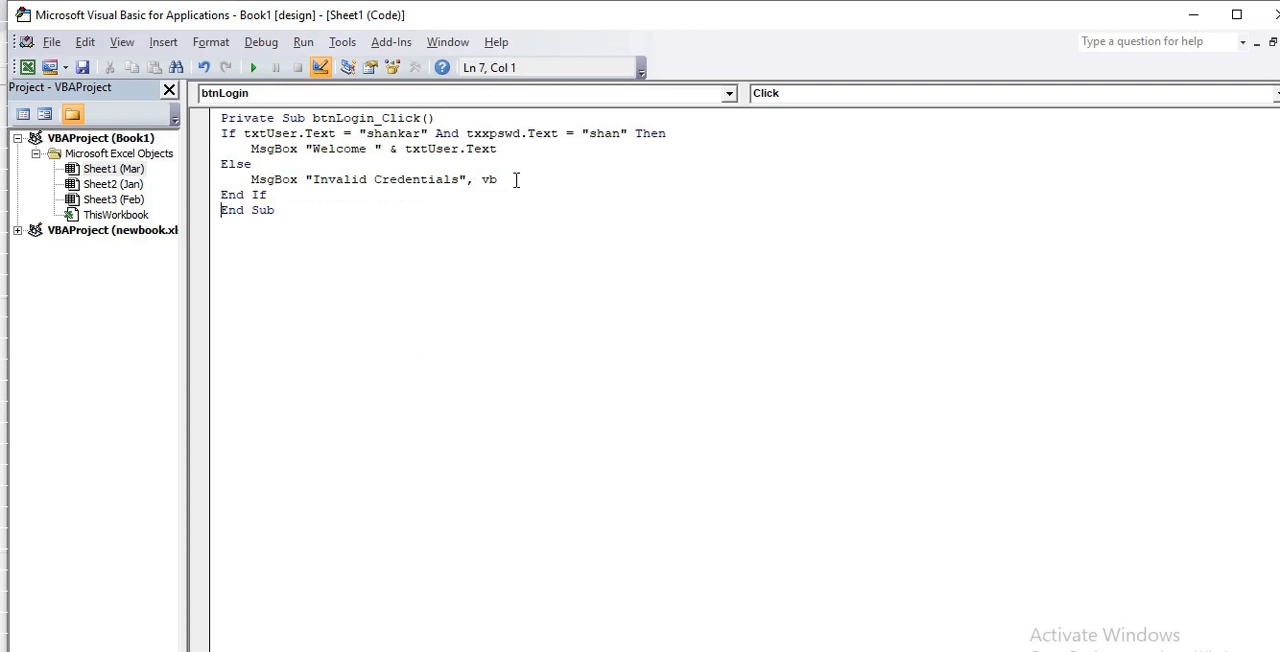 Microsoft Visual Basic for Applications - Book1 [design] - [Sheet1 (Code)]
File Edit View Insert Format Debug Run Tools Add-Ins Window Help
Type a question for help
Ln 7, Col 1
Project - VBAProject
btnLogin
Click
VBAProject (Book1)
Microsoft Excel Objects
Sheet1 (Mar)
Sheet2 (Jan)
Sheet3 (Feb)
ThisWorkbook
VBAProject (newbook.xl
Private Sub btnLogin_Click()
If txtUser.Text = "shankar" And txxpswd.Text = "shan" Then
MsgBox "Welcome " & txtUser.Text
Else
MsgBox "Invalid Credentials", vb
End If
End Sub
Activate Windows